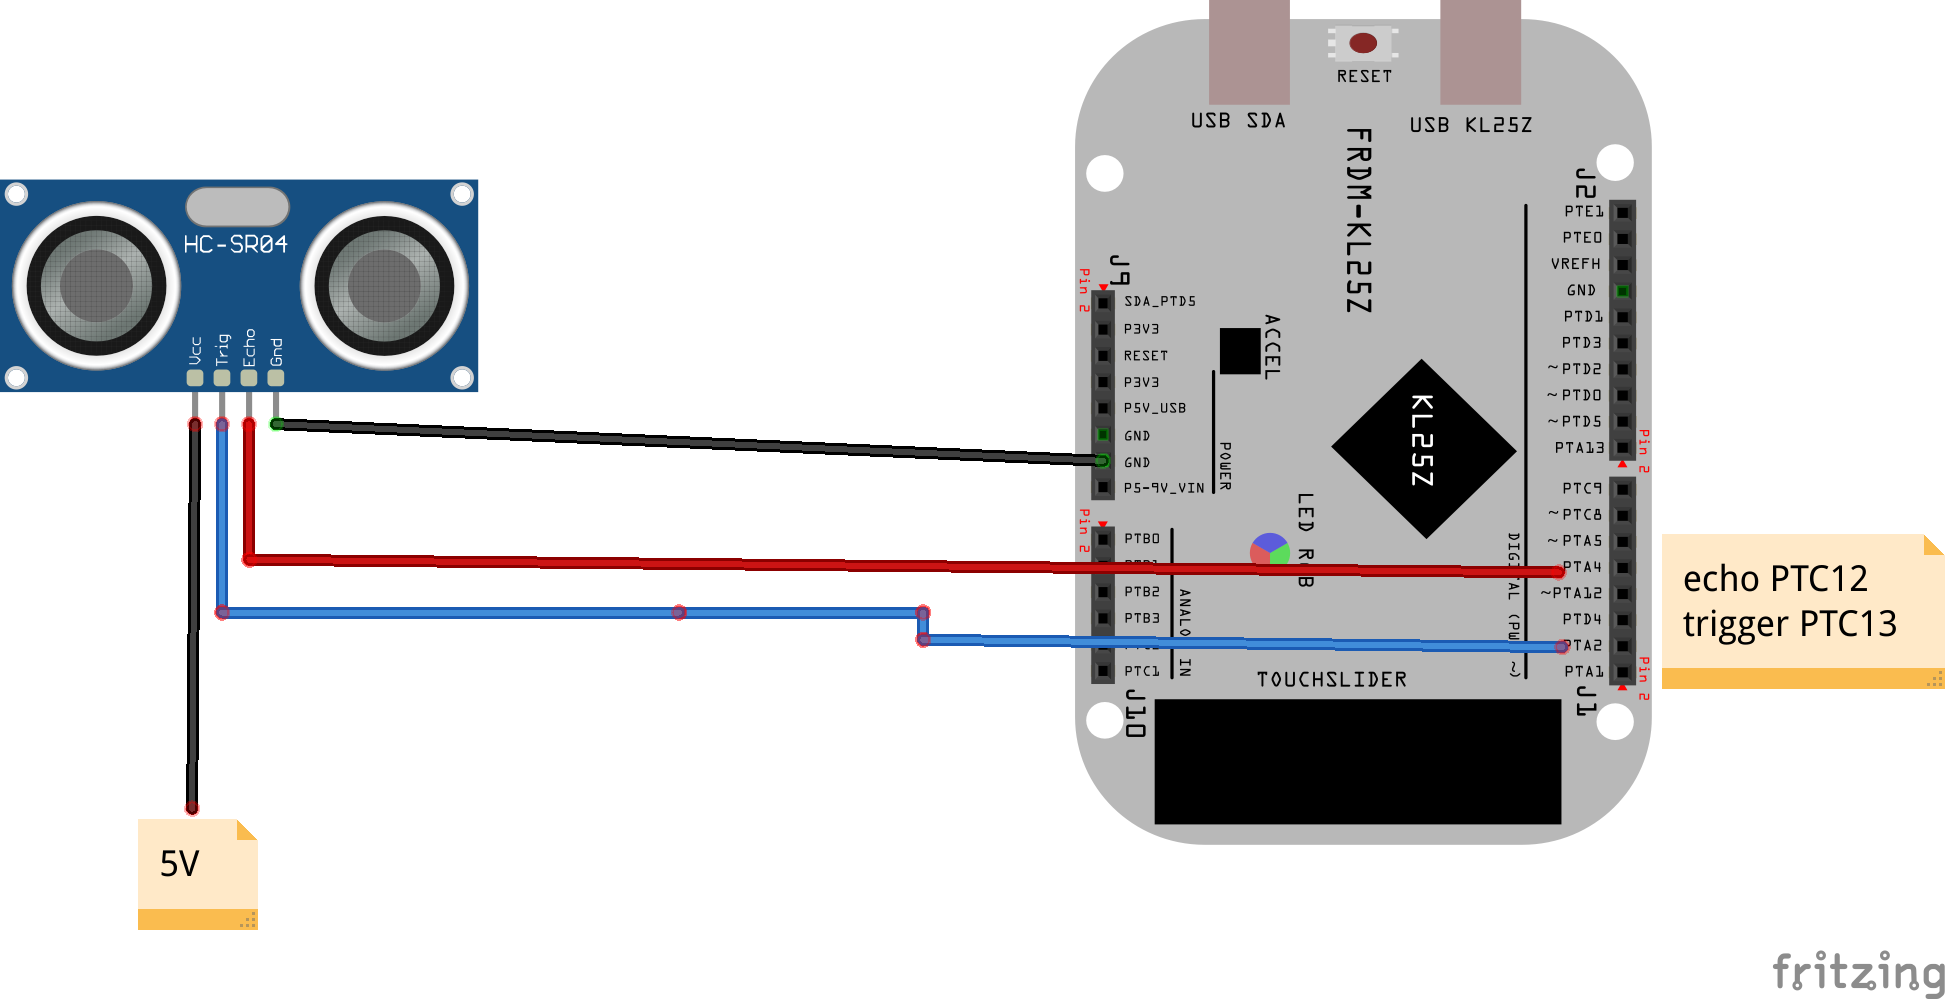 HC-SR04
Vcc
Trig
Echo
Gnd
5V
RESET
USB SDA
USB KL25Z
FRDM-KL25Z
J9
Pin 2
SDA_PTD5
P3V3
RESET
P3V3
P5V_USB
GND
GND
P5-9V_VIN
POWER
ACCEL
KL25Z
LED RGB
Pin 2
PTB0
PTB2
PTB3
PTC1
ANALOG IN
J10
TOUCHSLIDER
J2
PTE1
PTE0
VREFH
GND
PTD1
PTD3
~PTD2
~PTD0
~PTD5
PTA13
Pin 2
PTC9
~PTC8
~PTA5
PTA4
~PTA12
PTD4
PTA2
PTA1
DIGITAL (PWM ~)
Pin 2
J1
echo PTC12
trigger PTC13
fritzing